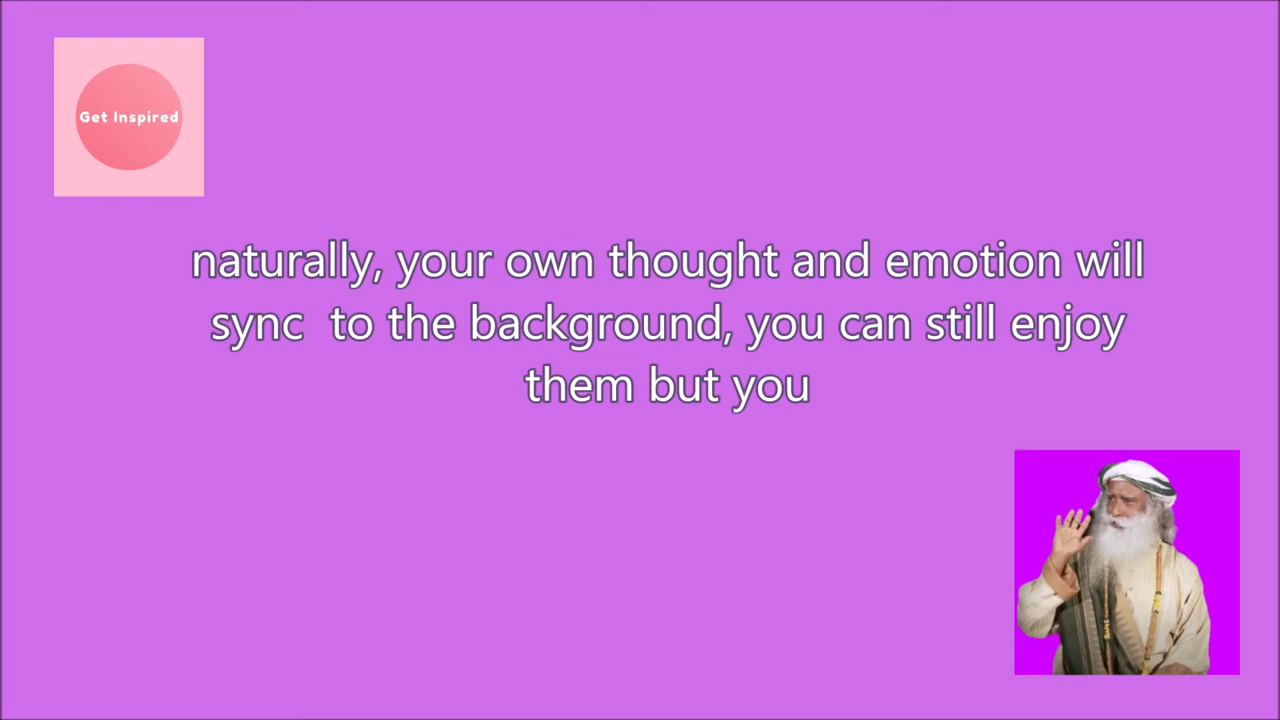 Get Inspired
naturally, your own thought and emotion will
sync  to the background, you can still enjoy
them but you